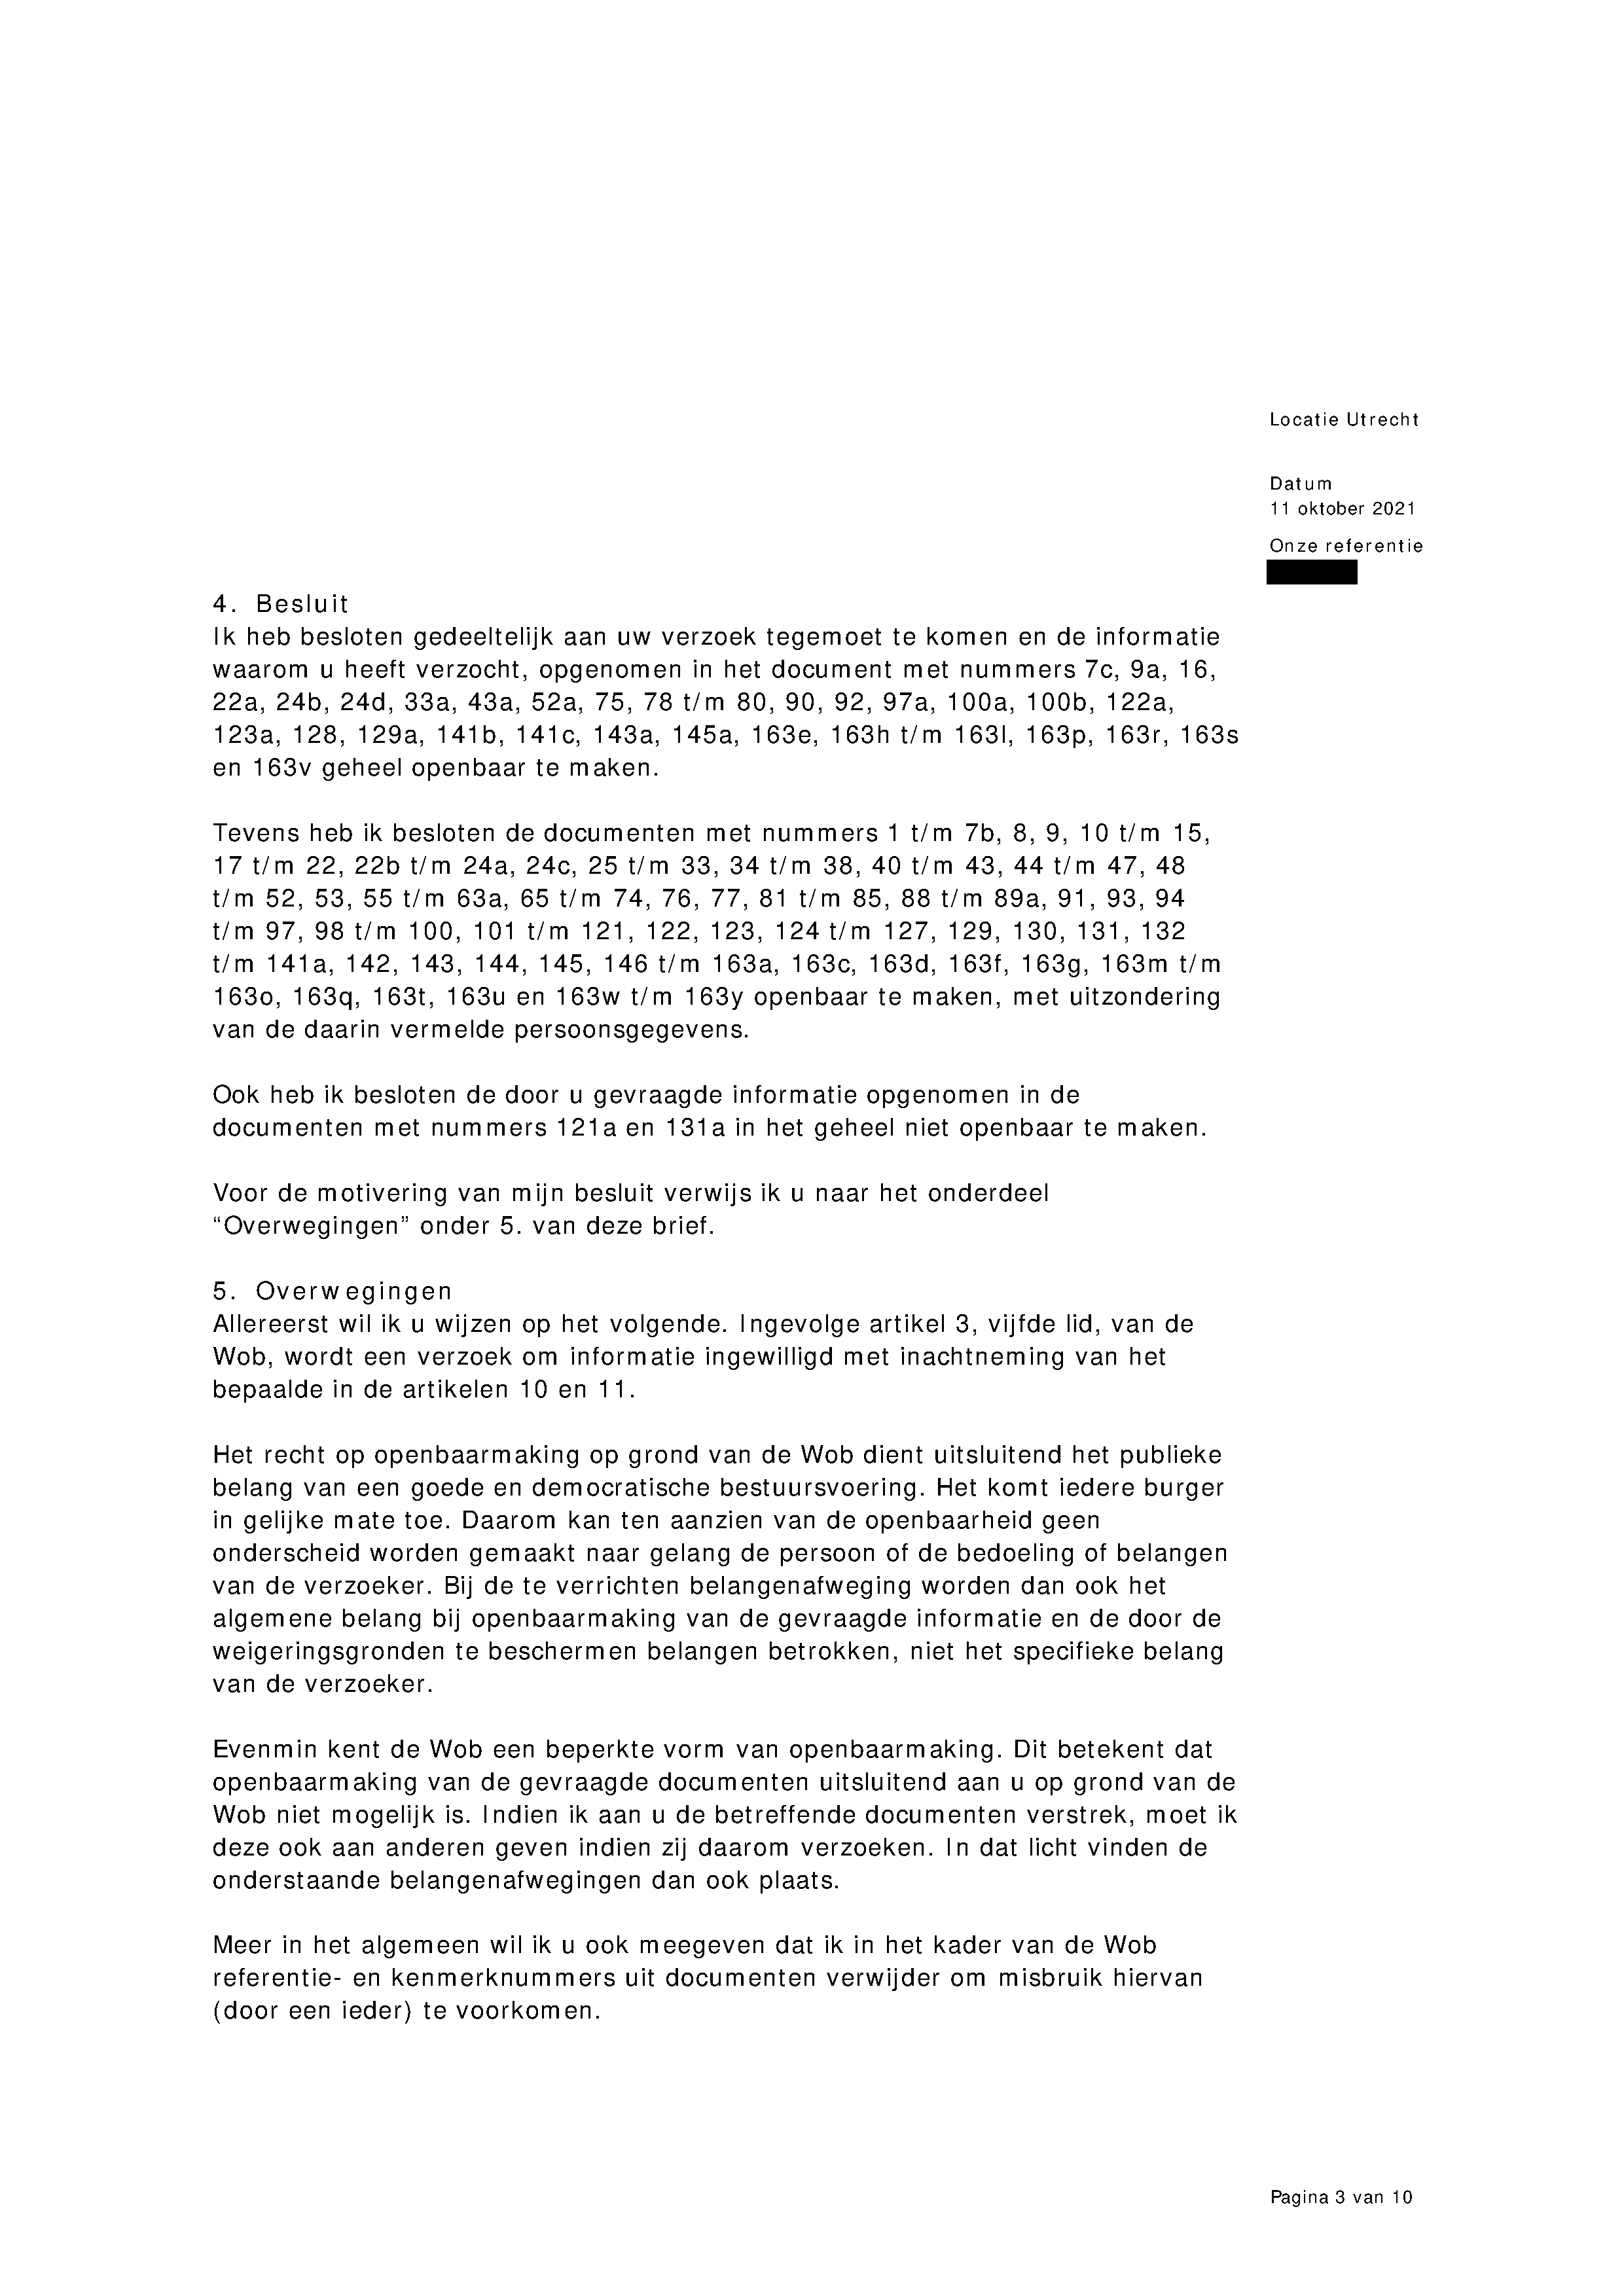 Locatie Utrecht
Datum
11 oktober 2021
Onze referentie
4. Besluit
Ik heb besloten gedeeltelijk aan uw verzoek tegemoet te komen en de informatie
waarom u heeft verzocht, opgenomen in het document met nummers 7c, 9a, 16,
22a, 24b, 24d, 33a, 43a, 52a, 75, 78 t/m 80, 90, 92, 97a, 100a, 100b, 122a,
123a, 128, 129a, 141b, 141c, 143a, 145a, 163e, 163h t/m 163l, 163p, 163r, 163s
en 163v geheel openbaar te maken.
Tevens heb ik besloten de documenten met nummers 1 t/m 7b, 8, 9, 10 t/m 15,
17 t/m 22, 22b t/m 24a, 24c, 25 t/m 33, 34 t/m 38, 40 t/m 43, 44 t/m 47, 48
t/m 52, 53, 55 t/m 63a, 65 t/m 74, 76, 77, 81 t/m 85, 88 t/m 89a, 91, 93, 94
t/m 97, 98 t/m 100, 101 t/m 121, 122, 123, 124 t/m 127, 129, 130, 131, 132
t/m 141a, 142, 143, 144, 145, 146 t/m 163a, 163c, 163d, 163f, 163g, 163m t/m
163o, 163q, 163t, 163u en 163w t/m 163y openbaar te maken, met uitzondering
van de daarin vermelde persoonsgegevens.
Ook heb ik besloten de door u gevraagde informatie opgenomen in de
documenten met nummers 121a en 131a in het geheel niet openbaar te maken.
Voor de motivering van mijn besluit verwijs ik u naar het onderdeel
“Overwegingen” onder 5. van deze brief.
5. Overwegingen
Allereerst wil ik u wijzen op het volgende. Ingevolge artikel 3, vijfde lid, van de
Wob, wordt een verzoek om informatie ingewilligd met inachtneming van het
bepaalde in de artikelen 10 en 11.
Het recht op openbaarmaking op grond van de Wob dient uitsluitend het publieke
belang van een goede en democratische bestuursvoering. Het komt iedere burger
in gelijke mate toe. Daarom kan ten aanzien van de openbaarheid geen
onderscheid worden gemaakt naar gelang de persoon of de bedoeling of belangen
van de verzoeker. Bij de te verrichten belangenafweging worden dan ook het
algemene belang bij openbaarmaking van de gevraagde informatie en de door de
weigeringsgronden te beschermen belangen betrokken, niet het specifieke belang
van de verzoeker.
Evenmin kent de Wob een beperkte vorm van openbaarmaking. Dit betekent dat
openbaarmaking van de gevraagde documenten uitsluitend aan u op grond van de
Wob niet mogelijk is. Indien ik aan u de betreffende documenten verstrek, moet ik
deze ook aan anderen geven indien zij daarom verzoeken. In dat licht vinden de
onderstaande belangenafwegingen dan ook plaats.
Meer in het algemeen wil ik u ook meegeven dat ik in het kader van de Wob
referentie- en kenmerknummers uit documenten verwijder om misbruik hiervan
(door een ieder) te voorkomen.
Pagina 3 van 10